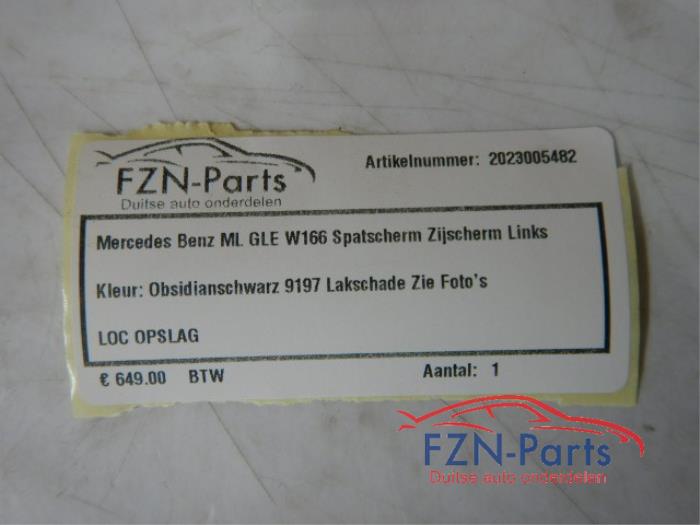 FZN-Parts
Duitse auto onderdelen
Artikelnummer: 2023005482
Mercedes Benz ML GLE W166 Spatscherm Zijscherm Links
Kleur: Obsidianschwarz 9197 Lakschade Zie Foto's
LOC OPSLAG
€ 649.00 BTW
Aantal: 1
FZN-Parts
Duitse auto onderdelen